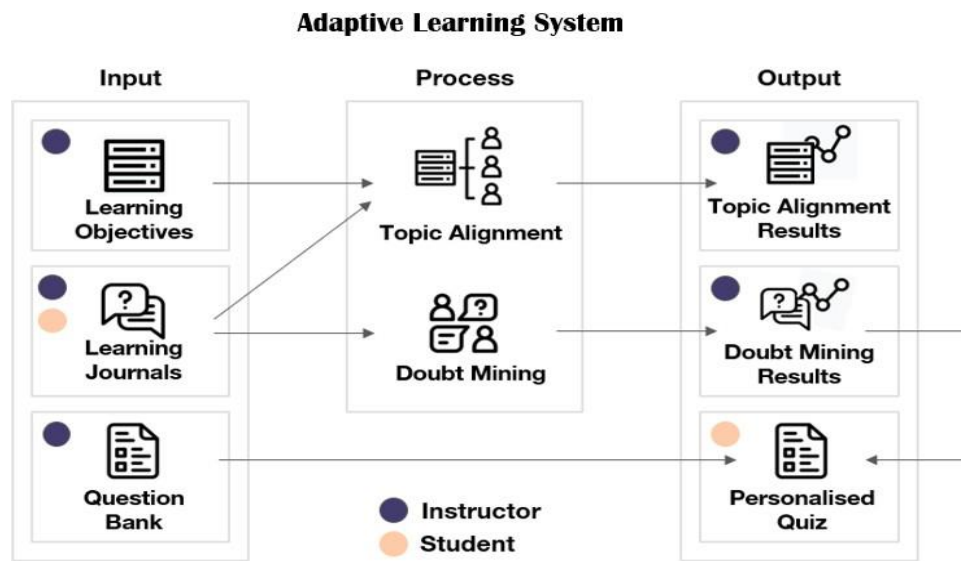 Adaptive Learning System
Input
Process
Output
Learning
Objectives
Topic Alignment
Topic Alignment
Results
?
Learning
Journals
?
Doubt Mining
?
Doubt Mining
Results
Question
Bank
Personalised
Quiz
Instructor
Student